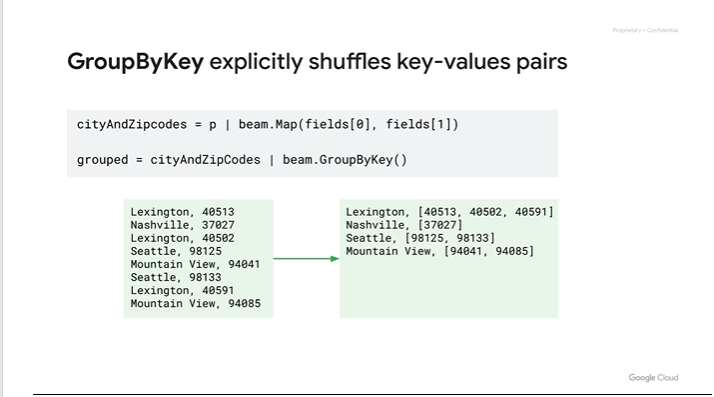 Proprietary + Confidential
GroupByKey explicitly shuffles key-values pairs
cityAndZipcodes = p | beam.Map(fields[0], fields[1])
grouped = cityAndZipCodes | beam.GroupByKey()
Lexington, 40513
Nashville, 37027
Lexington, 40502
Seattle, 98125
Mountain View, 94041
Seattle, 98133
Lexington, 40591
Mountain View, 94085
Lexington, [40513, 40502, 40591]
Nashville, [37027]
Seattle, [98125, 98133]
Mountain View, [94041, 94085]
Google Cloud